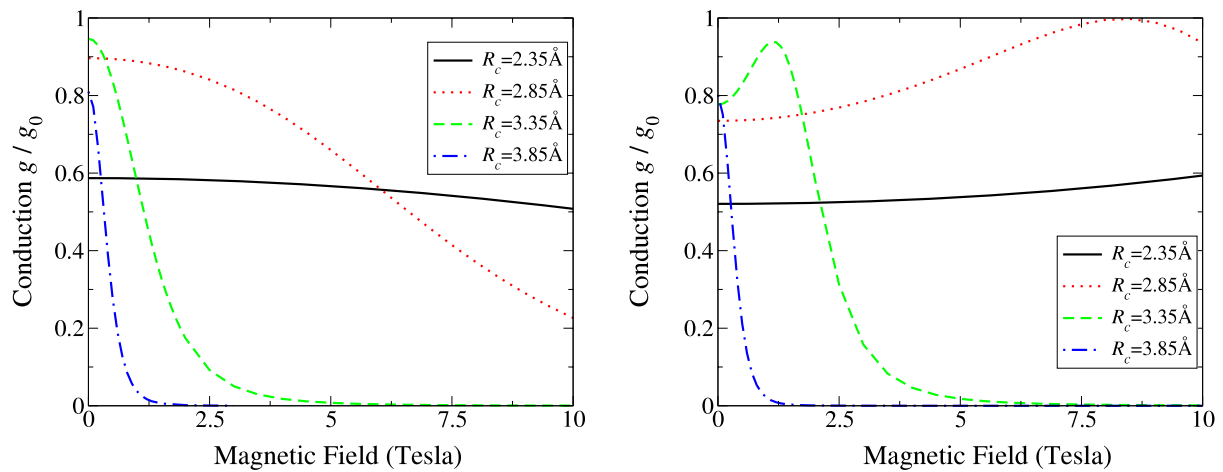 1
0.8
0.6
0.4
0.2
0
Conduction g / g0
Rc=2.35Å
Rc=2.85Å
Rc=3.35Å
Rc=3.85Å
0 2.5 5 7.5 10
Magnetic Field (Tesla)
1
0.8
0.6
0.4
0.2
0
Conduction g / g0
Rc=2.35Å
Rc=2.85Å
Rc=3.35Å
Rc=3.85Å
0 2.5 5 7.5 10
Magnetic Field (Tesla)